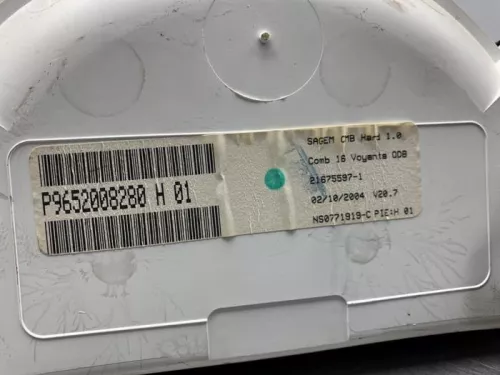 P9652008280 H 01
SAGEM CMB Hard 1.0
Comb 16 Voyants ODB
21675597-1
02/10/2004 V20.7
NS0771919-C PIE:H 01